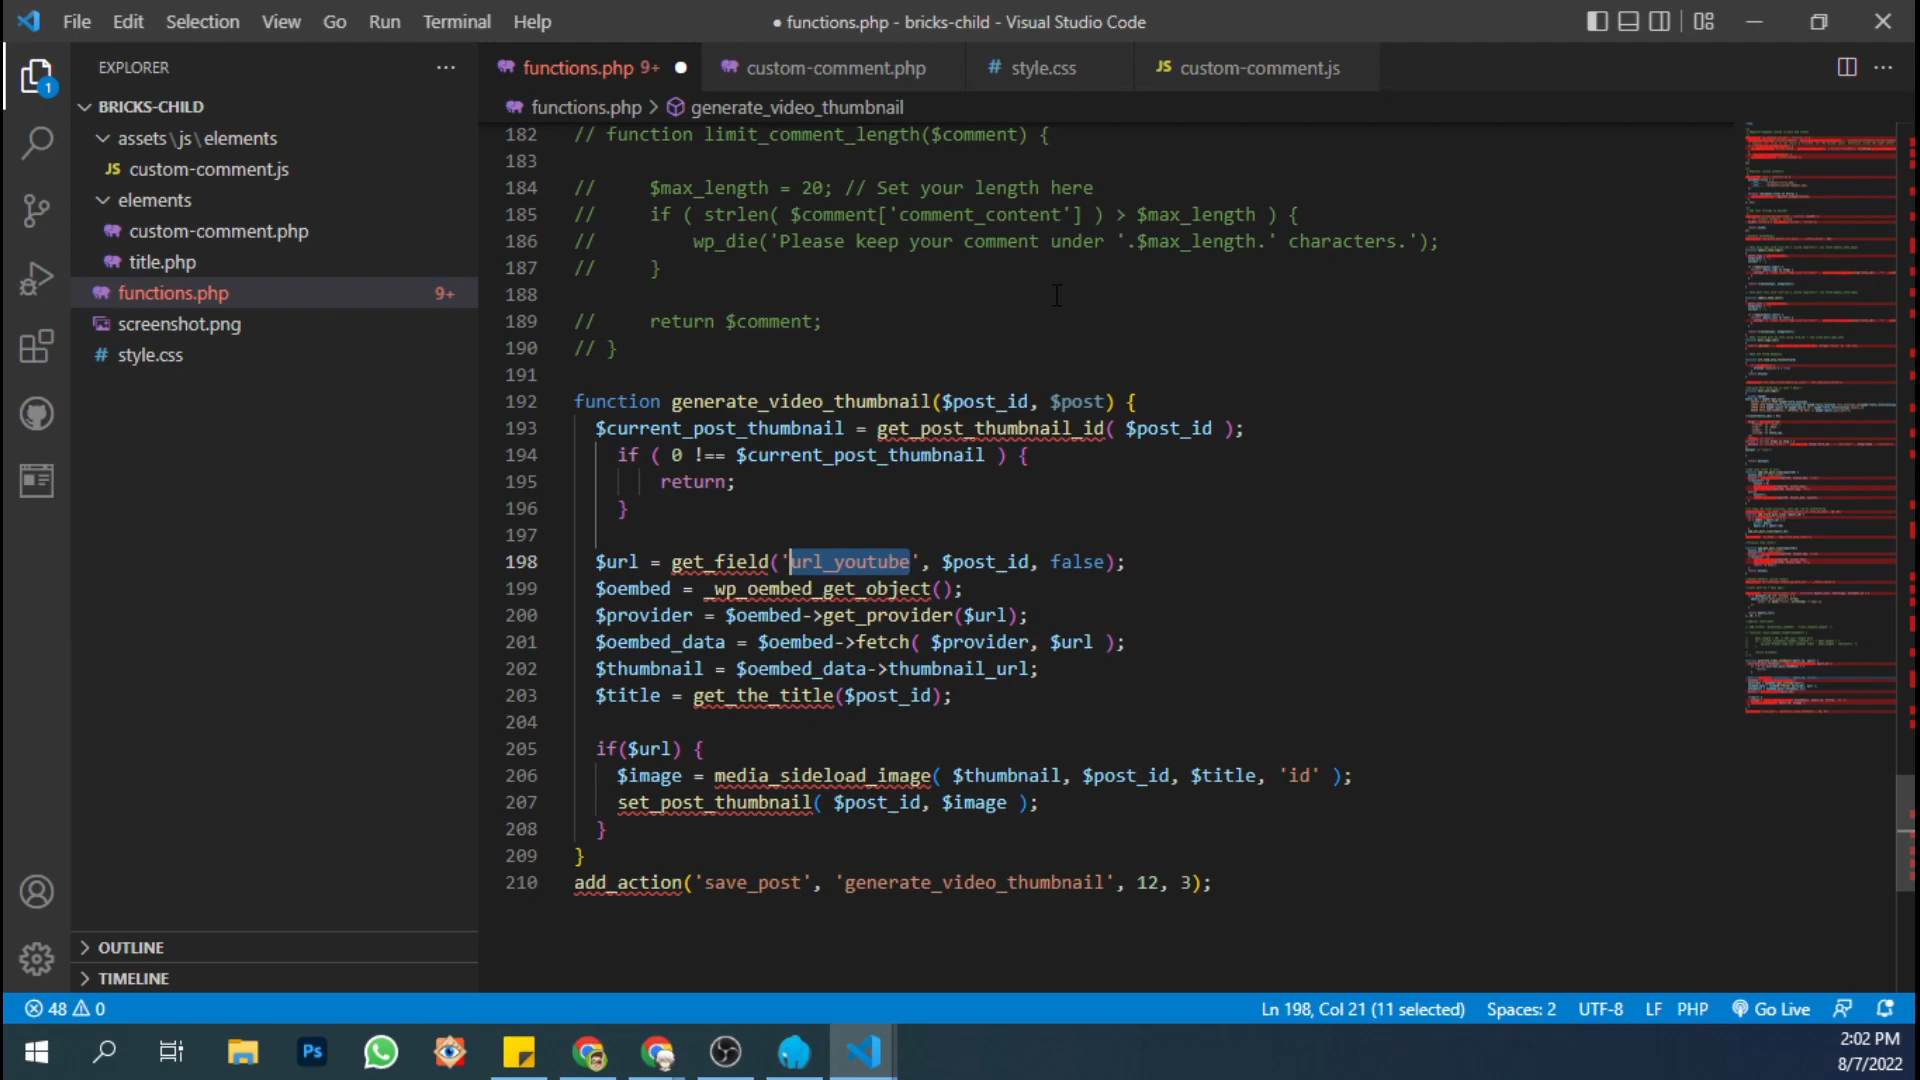 File Edit Selection View Go Run Terminal Help
● functions.php - bricks-child - Visual Studio Code
EXPLORER
functions.php 9+
custom-comment.php
# style.css
JS custom-comment.js
1
BRICKS-CHILD
functions.php > generate_video_thumbnail
assets\js\elements
JS custom-comment.js
elements
custom-comment.php
title.php
functions.php 9+
screenshot.png
# style.css
182 // function limit_comment_length($comment) {
183
184 //     $max_length = 20; // Set your length here
185 //     if ( strlen( $comment['comment_content'] ) > $max_length ) {
186 //         wp_die('Please keep your comment under '.$max_length.' characters.');
187 //     }
188
189 //     return $comment;
190 // }
191
192 function generate_video_thumbnail($post_id, $post) {
193   $current_post_thumbnail = get_post_thumbnail_id( $post_id );
194     if ( 0 !== $current_post_thumbnail ) {
195         return;
196     }
197
198   $url = get_field('url_youtube', $post_id, false);
199   $oembed = _wp_oembed_get_object();
200   $provider = $oembed->get_provider($url);
201   $oembed_data = $oembed->fetch( $provider, $url );
202   $thumbnail = $oembed_data->thumbnail_url;
203   $title = get_the_title($post_id);
204
205   if($url) {
206     $image = media_sideload_image( $thumbnail, $post_id, $title, 'id' );
207     set_post_thumbnail( $post_id, $image );
208   }
209 }
210 add_action('save_post', 'generate_video_thumbnail', 12, 3);
OUTLINE
TIMELINE
48 0
Ln 198, Col 21 (11 selected) Spaces: 2 UTF-8 LF PHP Go Live
Ps
2:02 PM
8/7/2022